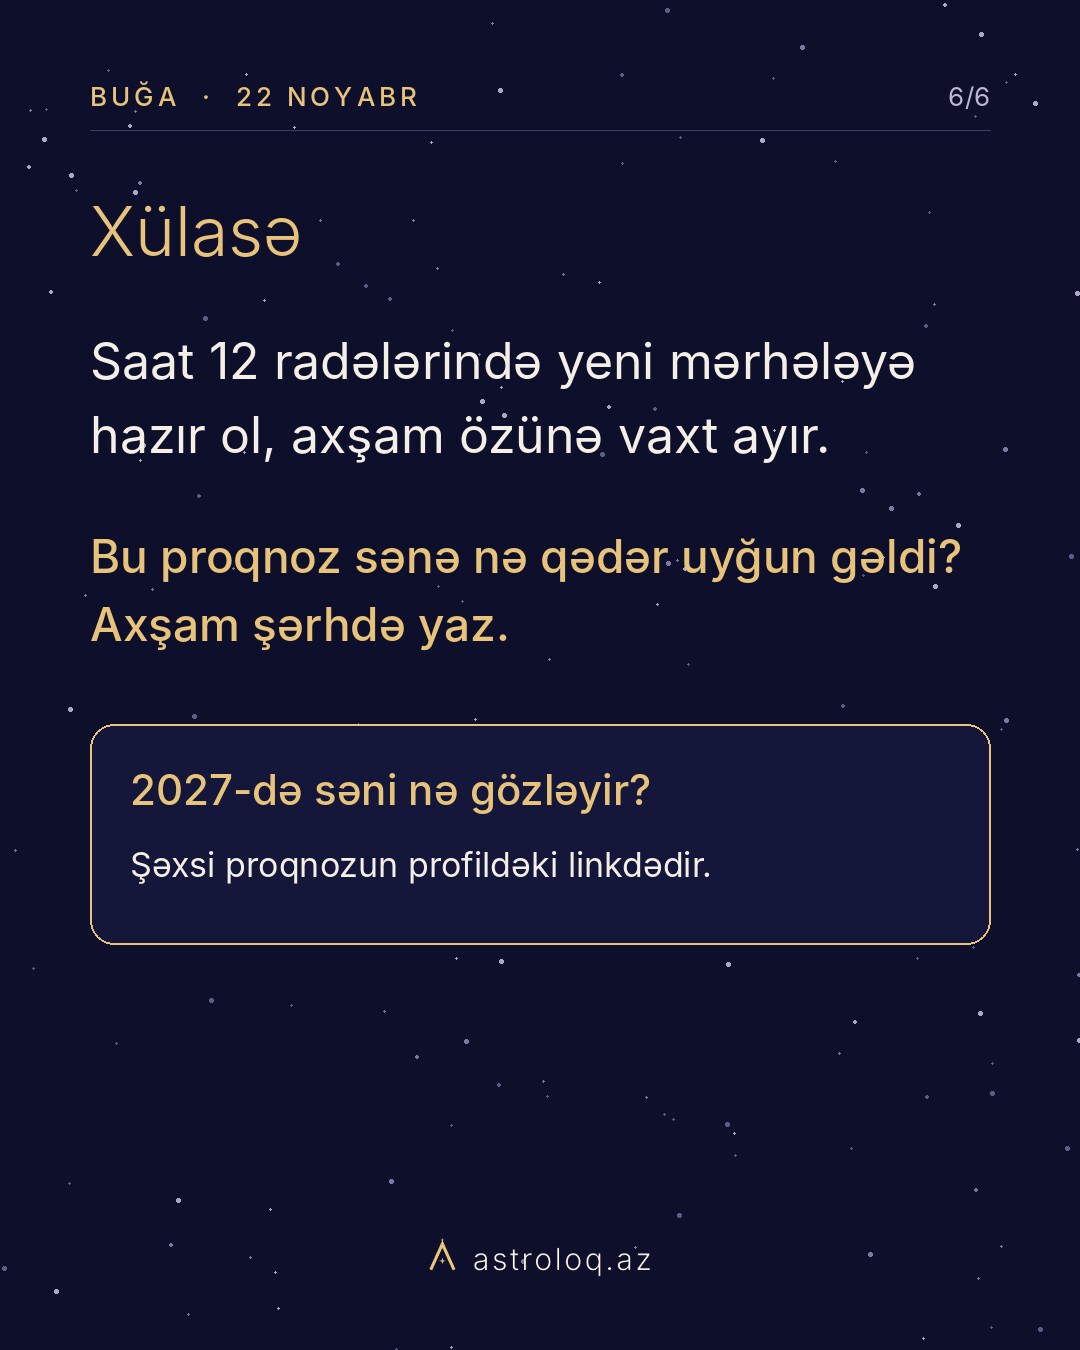 BUĞA · 22 NOYABR 6/6
Xülasə
Saat 12 radələrində yeni mərhələyə
hazır ol, axşam özünə vaxt ayır.
Bu proqnoz sənə nə qədər uyğun gəldi?
Axşam şərhdə yaz.
2027-də səni nə gözləyir?
Şəxsi proqnozun profildəki linkdədir.
astroloq.az